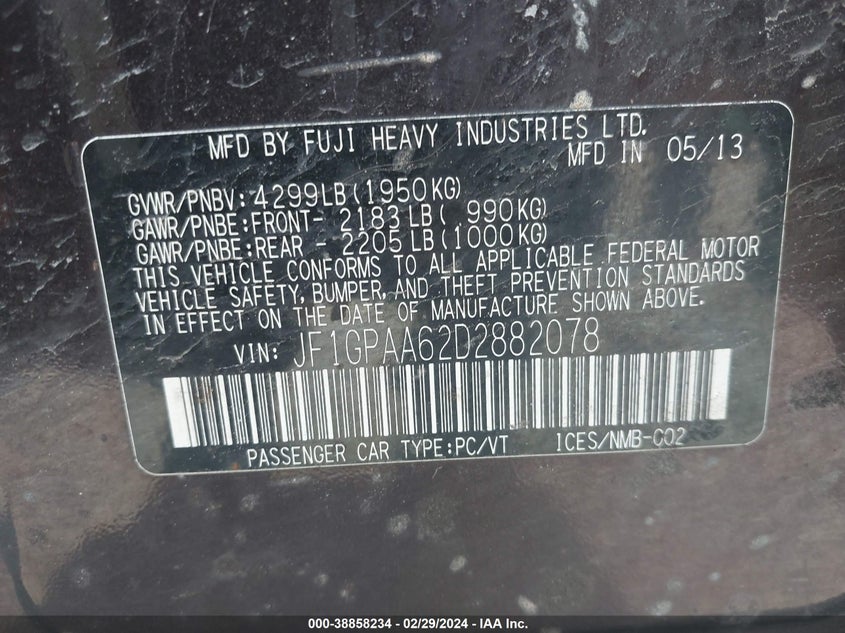 MFD BY FUJI HEAVY INDUSTRIES LTD.
MFD IN 05/13
GVWR/PNBV: 4299LB(1950KG)
GAWR/PNBE:FRONT- 2183LB( 990KG)
GAWR/PNBE:REAR - 2205LB(1000KG)
THIS VEHICLE CONFORMS TO ALL APPLICABLE FEDERAL MOTOR
VEHICLE SAFETY, BUMPER, AND THEFT PREVENTION STANDARDS
IN EFFECT ON THE DATE OF MANUFACTURE SHOWN ABOVE.
VIN: JF1GPAA62D2882078
PASSENGER CAR TYPE:PC/VT ICES/NMB-002
000-38858234 - 02/29/2024 - IAA Inc.